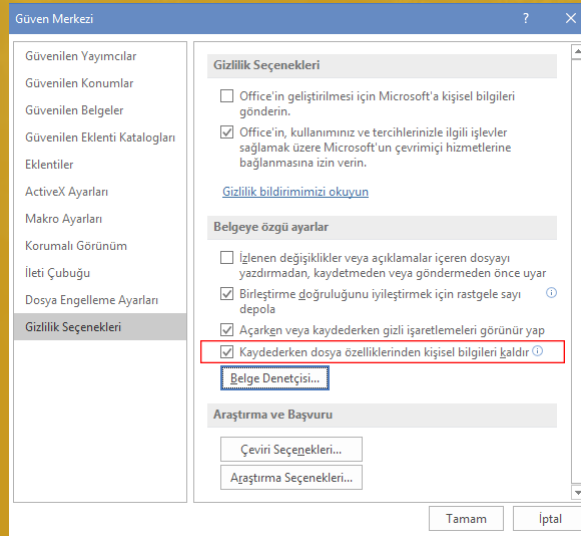 Güven Merkezi
Güvenilen Yayımcılar
Güvenilen Konumlar
Güvenilen Belgeler
Güvenilen Eklenti Katalogları
Eklentiler
ActiveX Ayarları
Makro Ayarları
Korumalı Görünüm
İleti Çubuğu
Dosya Engelleme Ayarları
Gizlilik Seçenekleri
Gizlilik Seçenekleri
Office'in geliştirilmesi için Microsoft'a kişisel bilgileri
gönderin.
Office'in, kullanımınız ve tercihlerinizle ilgili işlevler
sağlamak üzere Microsoft'un çevrimiçi hizmetlerine
bağlanmasına izin verin.
Gizlilik bildirimimizi okuyun
Belgeye özgü ayarlar
İzlenen değişiklikler veya açıklamalar içeren dosyayı
yazdırmadan, kaydetmeden veya göndermeden önce uyar
Birleştirme doğruluğunu iyileştirmek için rastgele sayı
depola
Açarken veya kaydederken gizli işaretlemeleri görünür yap
Kaydederken dosya özelliklerinden kişisel bilgileri kaldır
Belge Denetçisi...
Araştırma ve Başvuru
Çeviri Seçenekleri...
Araştırma Seçenekleri...
Tamam
İptal